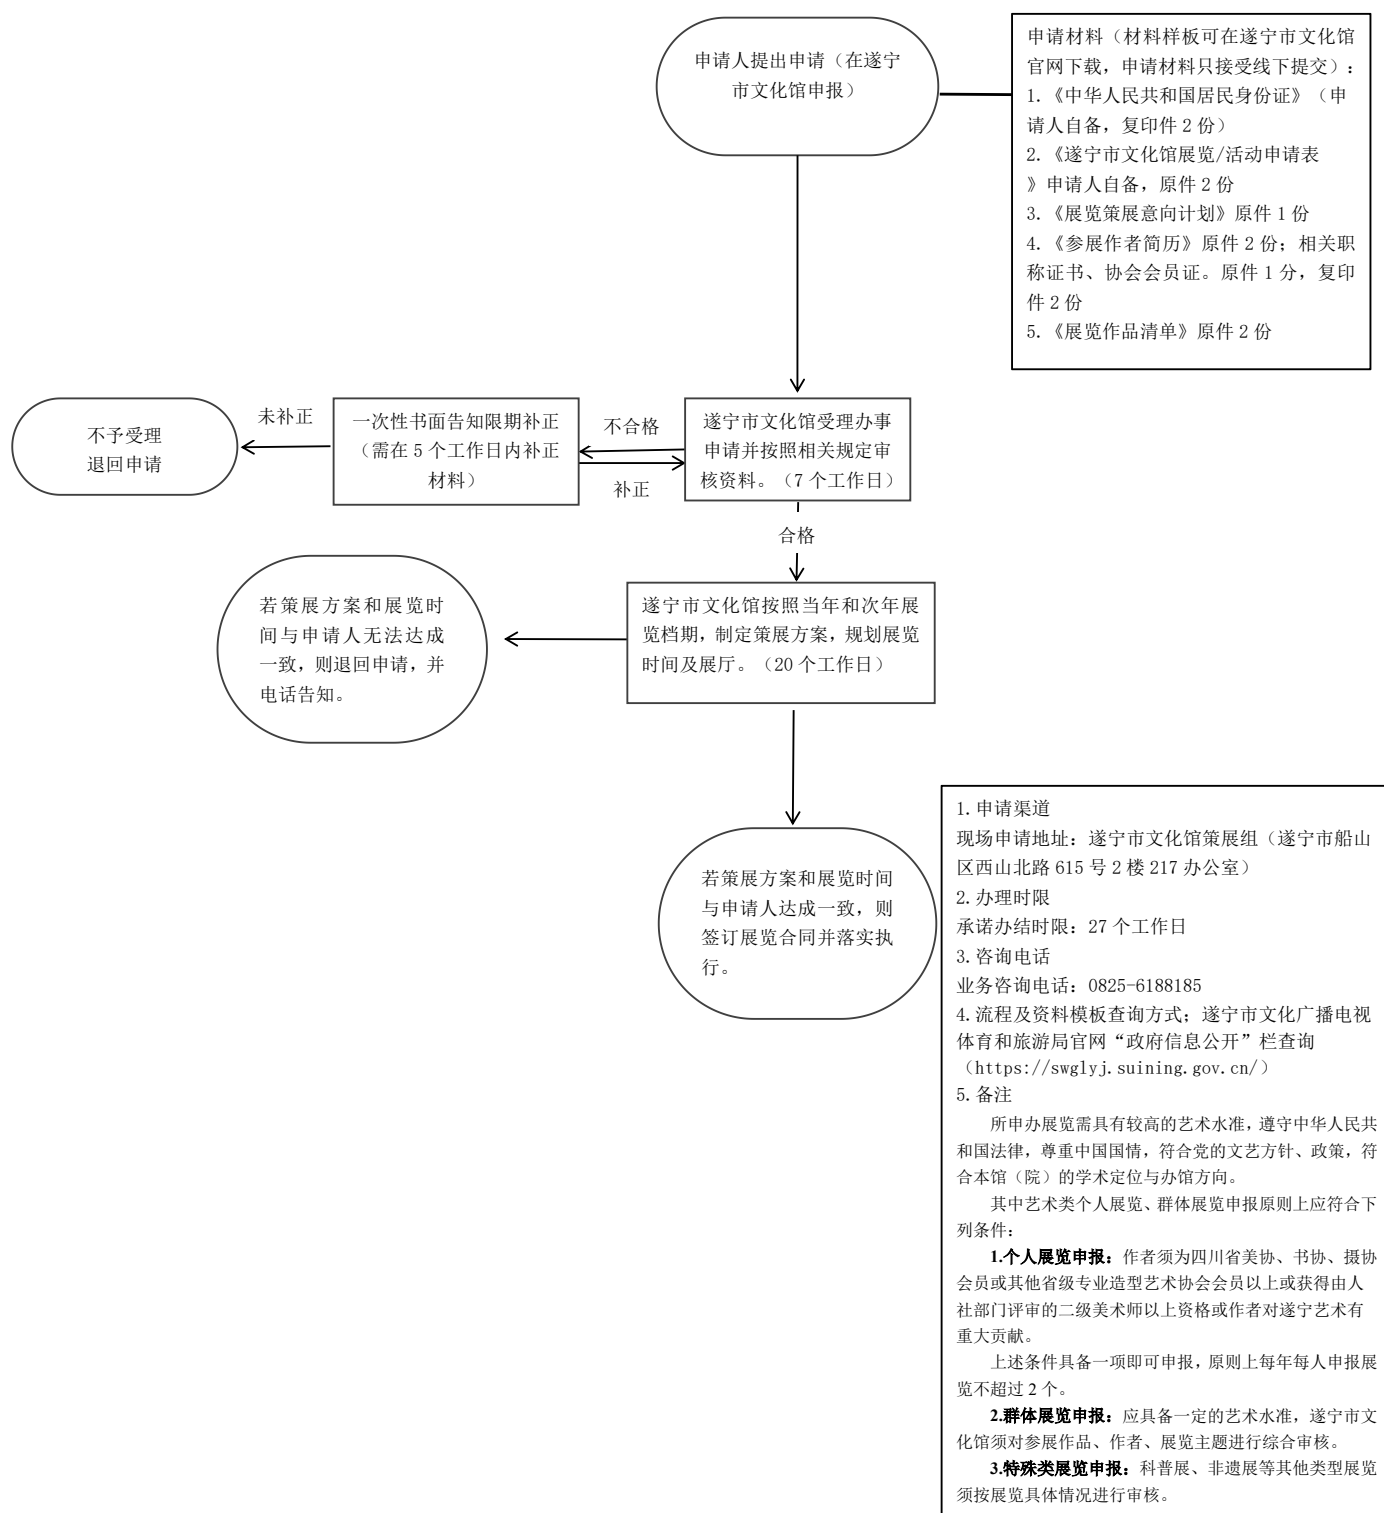 申请人提出申请（在遂宁
市文化馆申报）
申请材料（材料样板可在遂宁市文化馆
官网下载，申请材料只接受线下提交）：
1.《中华人民共和国居民身份证》（申
请人自备，复印件 2 份）
2.《遂宁市文化馆展览/活动申请表
》申请人自备，原件 2 份
3.《展览策展意向计划》原件 1 份
4.《参展作者简历》原件 2 份；相关职
称证书、协会会员证。原件 1 分，复印
件 2 份
5.《展览作品清单》原件 2 份
不予受理
退回申请
未补正
一次性书面告知限期补正
（需在 5 个工作日内补正
材料）
不合格
补正
遂宁市文化馆受理办事
申请并按照相关规定审
核资料。（7 个工作日）
合格
若策展方案和展览时
间与申请人无法达成
一致，则退回申请，并
电话告知。
遂宁市文化馆按照当年和次年展
览档期，制定策展方案，规划展览
时间及展厅。（20 个工作日）
若策展方案和展览时间
与申请人达成一致，则
签订展览合同并落实执
行。
1.申请渠道
现场申请地址：遂宁市文化馆策展组（遂宁市船山
区西山北路 615 号 2 楼 217 办公室）
2.办理时限
承诺办结时限：27 个工作日
3.咨询电话
业务咨询电话：0825-6188185
4.流程及资料模板查询方式；遂宁市文化广播电视
体育和旅游局官网“政府信息公开”栏查询
（https://swglyj.suining.gov.cn/）
5.备注
所申办展览需具有较高的艺术水准，遵守中华人民共
和国法律，尊重中国国情，符合党的文艺方针、政策，符
合本馆（院）的学术定位与办馆方向。
其中艺术类个人展览、群体展览申报原则上应符合下
列条件：
1.个人展览申报：作者须为四川省美协、书协、摄协
会员或其他省级专业造型艺术协会会员以上或获得由人
社部门评审的二级美术师以上资格或作者对遂宁艺术有
重大贡献。
上述条件具备一项即可申报，原则上每年每人申报展
览不超过 2 个。
2.群体展览申报：应具备一定的艺术水准，遂宁市文
化馆须对参展作品、作者、展览主题进行综合审核。
3.特殊类展览申报：科普展、非遗展等其他类型展览
须按展览具体情况进行审核。